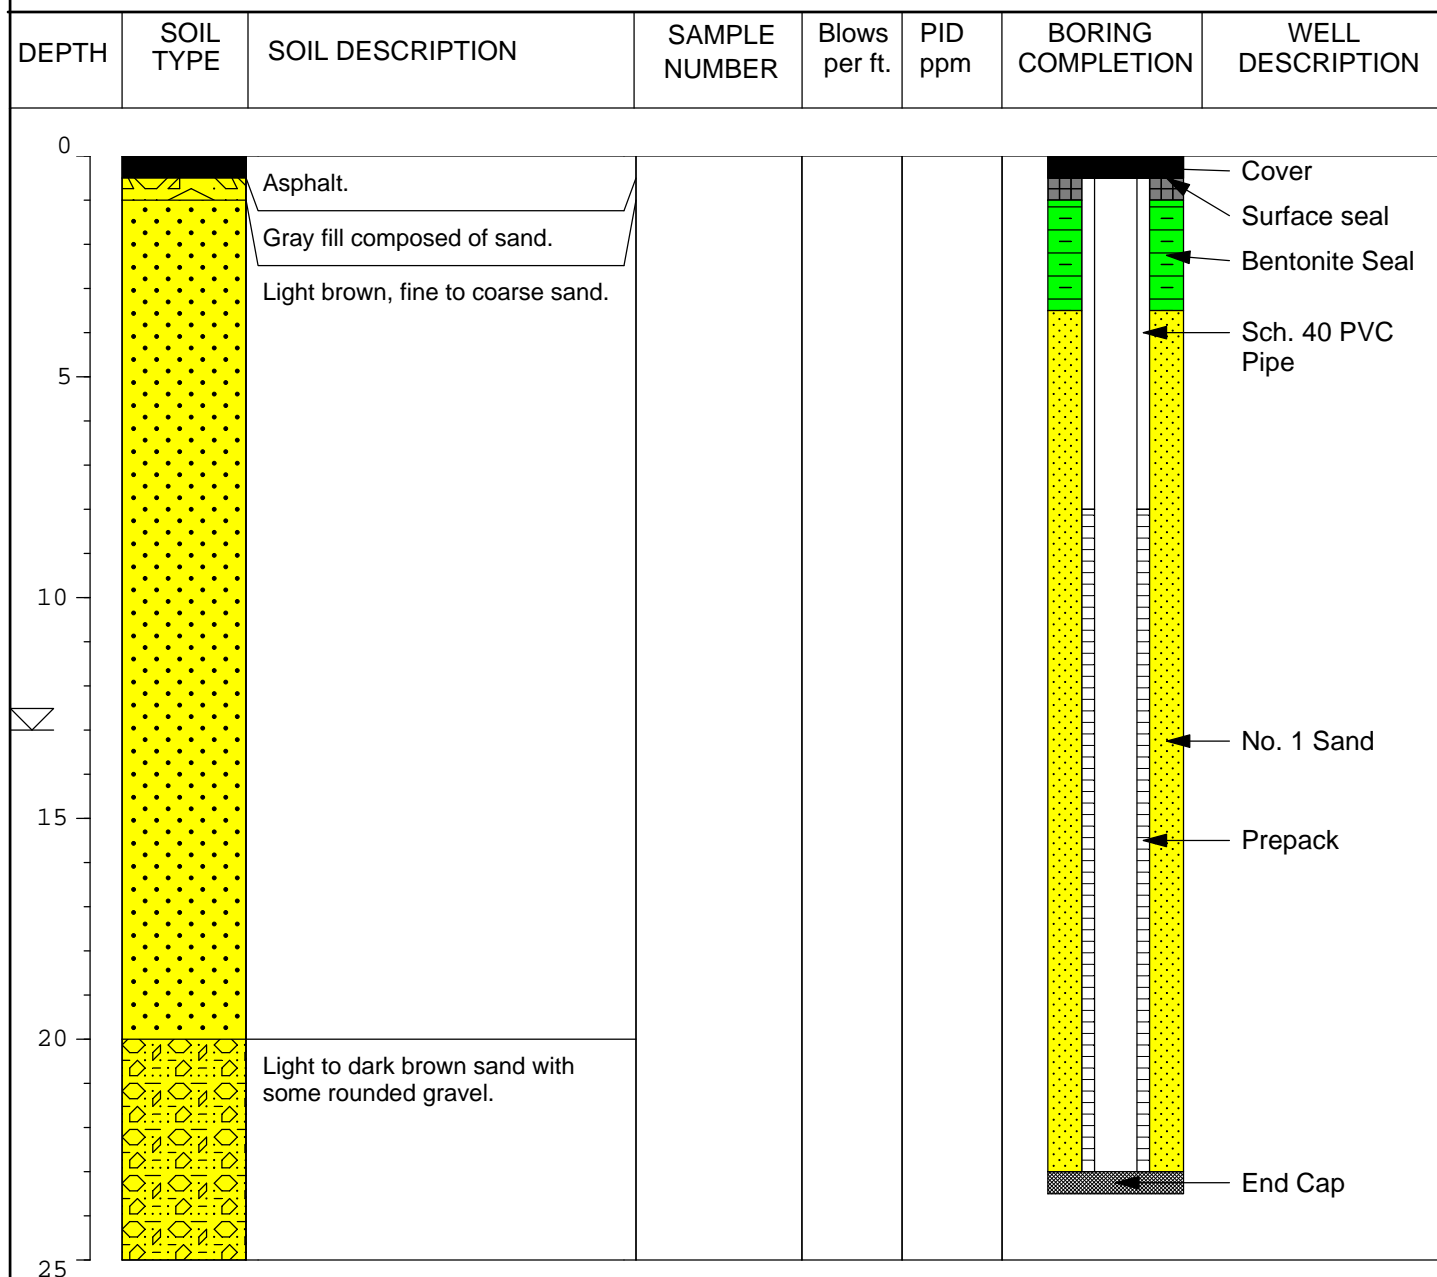 DEPTH
SOIL
TYPE
SOIL DESCRIPTION
SAMPLE
NUMBER
Blows
per ft.
PID
ppm
BORING
COMPLETION
WELL
DESCRIPTION
0
5
10
15
20
25
Asphalt.
Gray fill composed of sand.
Light brown, fine to coarse sand.
Light to dark brown sand with
some rounded gravel.
Cover
Surface seal
Bentonite Seal
Sch. 40 PVC
Pipe
No. 1 Sand
Prepack
End Cap